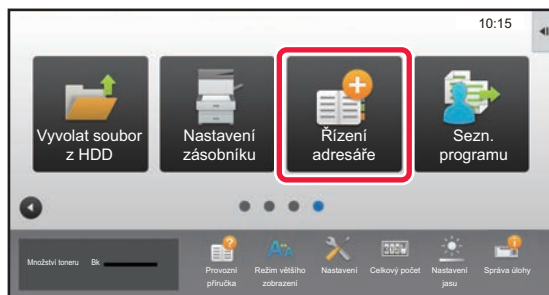 10:15
Vyvolat soubor
z HDD
Nastavení
zásobníku
Řízení
adresáře
Sezn.
programu
Množství toneru Bk
Provozní
příručka
Režim většího
zobrazení
Nastavení
Celkový počet
Nastavení
jasu
Správa úlohy